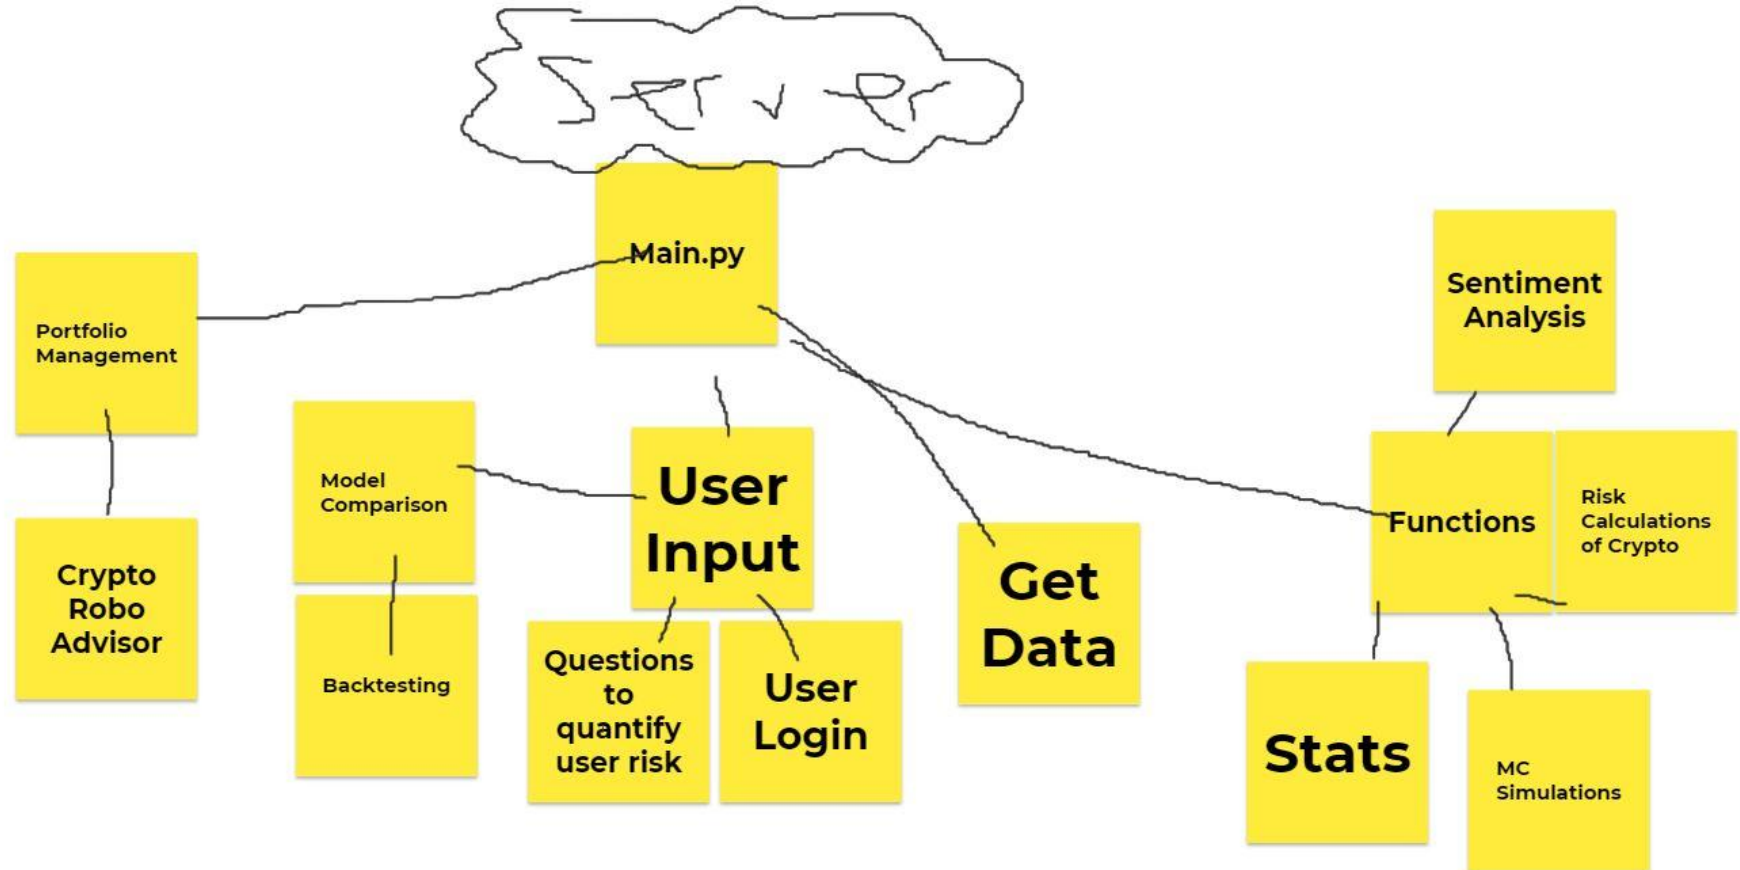 Server
Main.py
Portfolio
Management
Crypto
Robo
Advisor
Model
Comparison
Backtesting
User
Input
Questions
to
quantify
user risk
User
Login
Get
Data
Sentiment
Analysis
Functions
Risk
Calculations
of Crypto
Stats
MC
Simulations